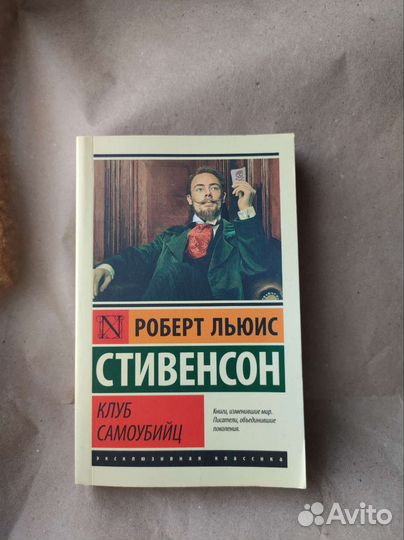 N
РОБЕРТ ЛЬЮИС
СТИВЕНСОН
КЛУБ
САМОУБИЙЦ
Книги, изменившие мир.
Писатели, объединившие
поколения.
ЭКСКЛЮЗИВНАЯ КЛАССИКА
Avito